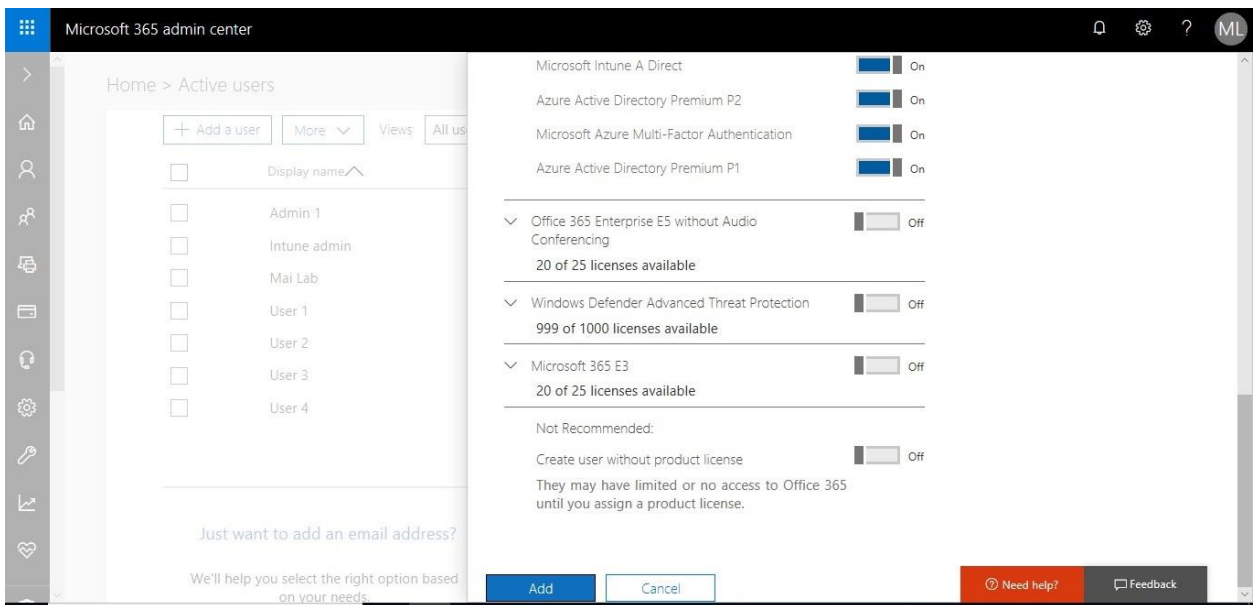 Microsoft 365 admin center
?
ML
Home > Active users
Add a user
More
Views
All us
Display name
Admin 1
Intune admin
Mai Lab
User 1
User 2
User 3
User 4
Just want to add an email address?
We'll help you select the right option based
on your needs.
Microsoft Intune A Direct
On
Azure Active Directory Premium P2
On
Microsoft Azure Multi-Factor Authentication
On
Azure Active Directory Premium P1
On
Office 365 Enterprise E5 without Audio
Conferencing
Off
20 of 25 licenses available
Windows Defender Advanced Threat Protection
Off
999 of 1000 licenses available
Microsoft 365 E3
Off
20 of 25 licenses available
Not Recommended:
Create user without product license
Off
They may have limited or no access to Office 365
until you assign a product license.
Add
Cancel
Need help?
Feedback